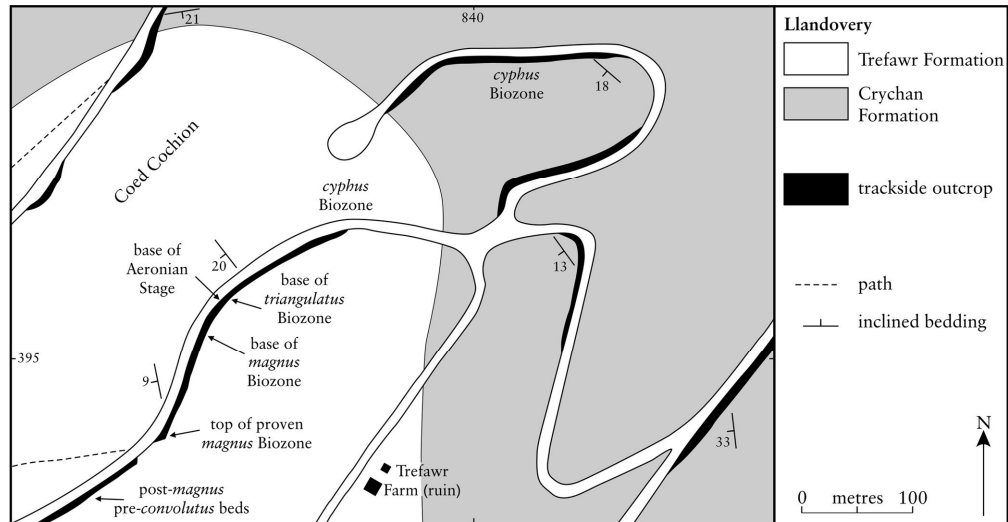 21
840
cyphus
Biozone
18
Coed Cochion
cyphus
Biozone
base of
Aeronian
Stage
20
13
base of
triangulatus
Biozone
base of
magnus
Biozone
395
9
top of proven
magnus Biozone
33
Trefawr
Farm (ruin)
post-magnus
pre-convolutus beds
Llandovery
Trefawr Formation
Crychan
Formation
trackside outcrop
path
inclined bedding
N
0 metres 100